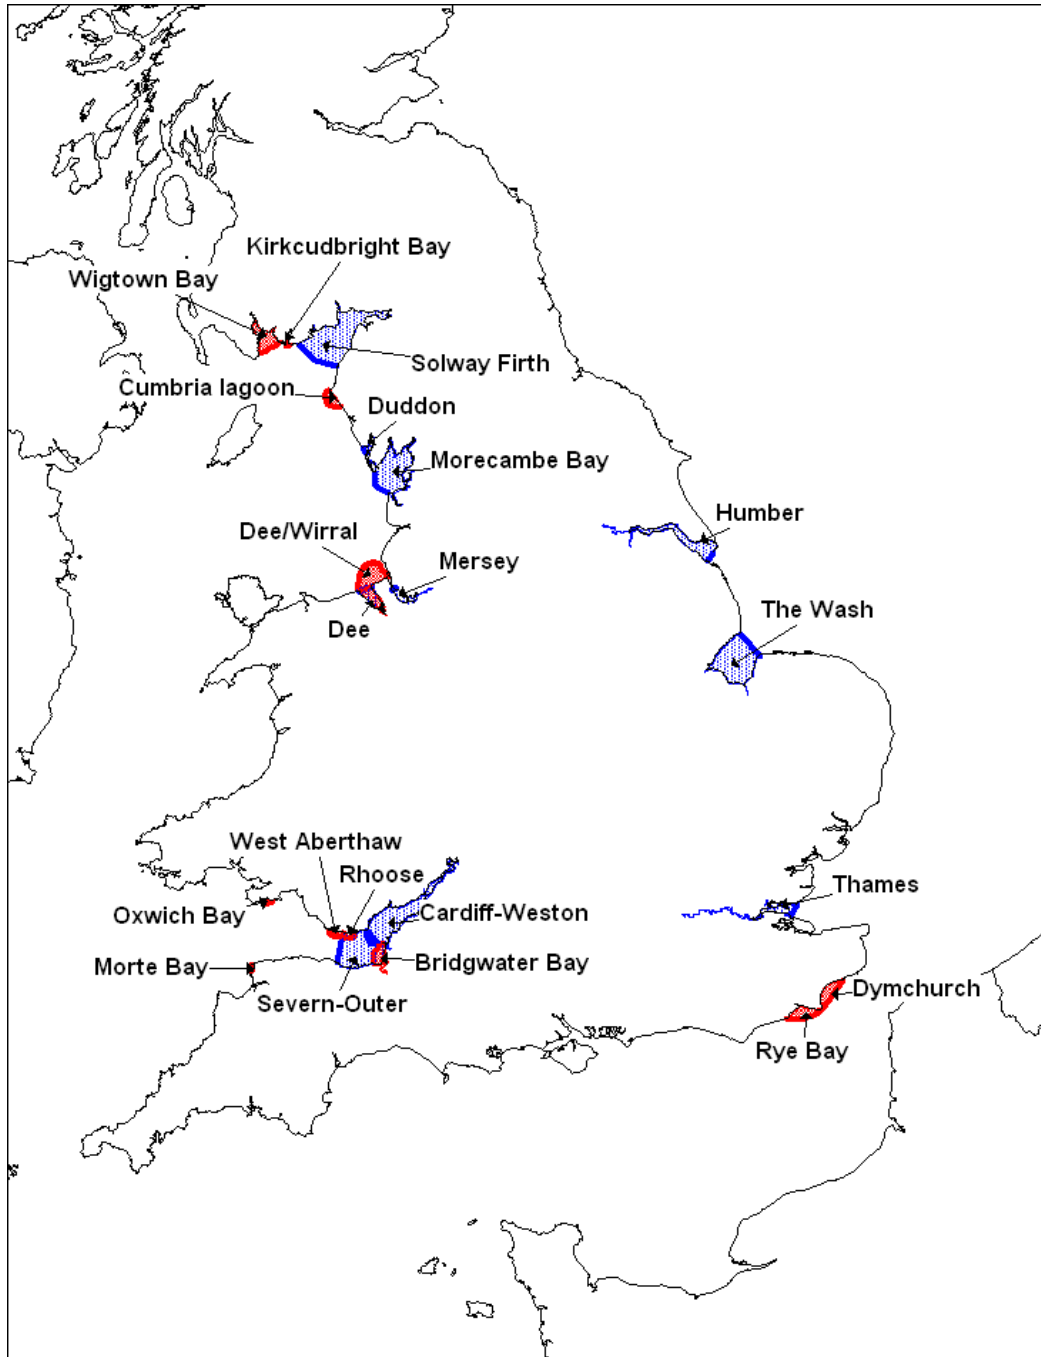 Kirkcudbright Bay
Wigtown Bay
Solway Firth
Cumbria lagoon
Duddon
Morecambe Bay
Humber
Dee/Wirral
Mersey
The Wash
Dee
West Aberthaw
Rhoose
Thames
Oxwich Bay
Cardiff-Weston
Morte Bay
Bridgwater Bay
Severn-Outer
Dymchurch
Rye Bay